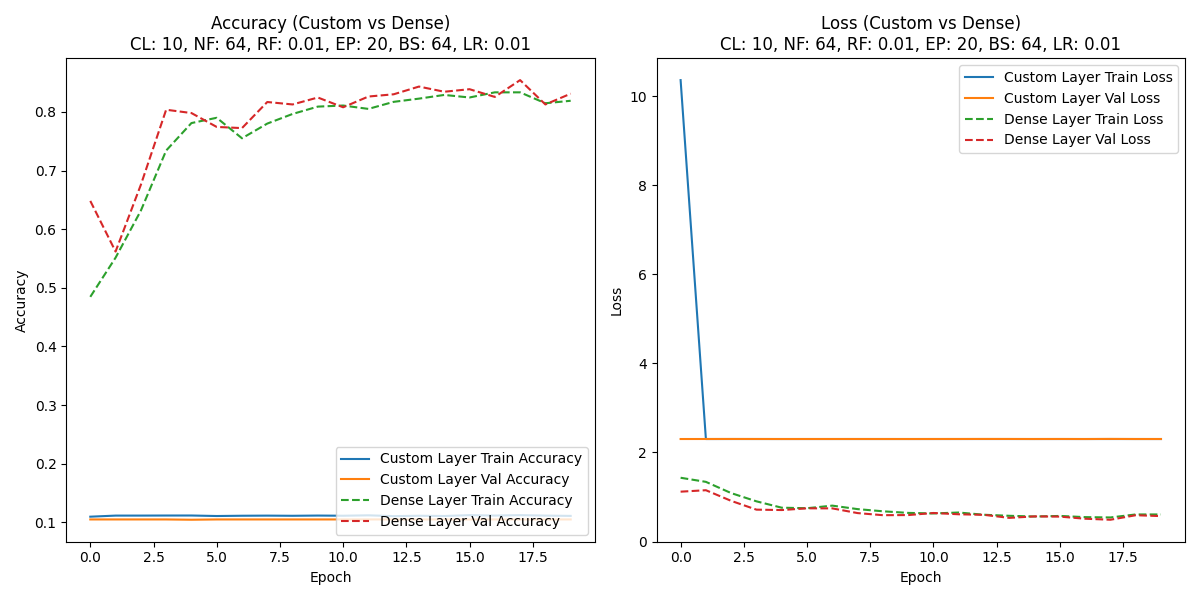 Accuracy (Custom vs Dense)
CL: 10, NF: 64, RF: 0.01, EP: 20, BS: 64, LR: 0.01
0.8
0.7
0.6
0.5
0.4
0.3
0.2
0.1
Accuracy
Custom Layer Train Accuracy
Custom Layer Val Accuracy
Dense Layer Train Accuracy
Dense Layer Val Accuracy
0.0 2.5 5.0 7.5 10.0 12.5 15.0 17.5
Epoch
Loss (Custom vs Dense)
CL: 10, NF: 64, RF: 0.01, EP: 20, BS: 64, LR: 0.01
Custom Layer Train Loss
Custom Layer Val Loss
Dense Layer Train Loss
Dense Layer Val Loss
10
8
6
4
2
0
Loss
0.0 2.5 5.0 7.5 10.0 12.5 15.0 17.5
Epoch